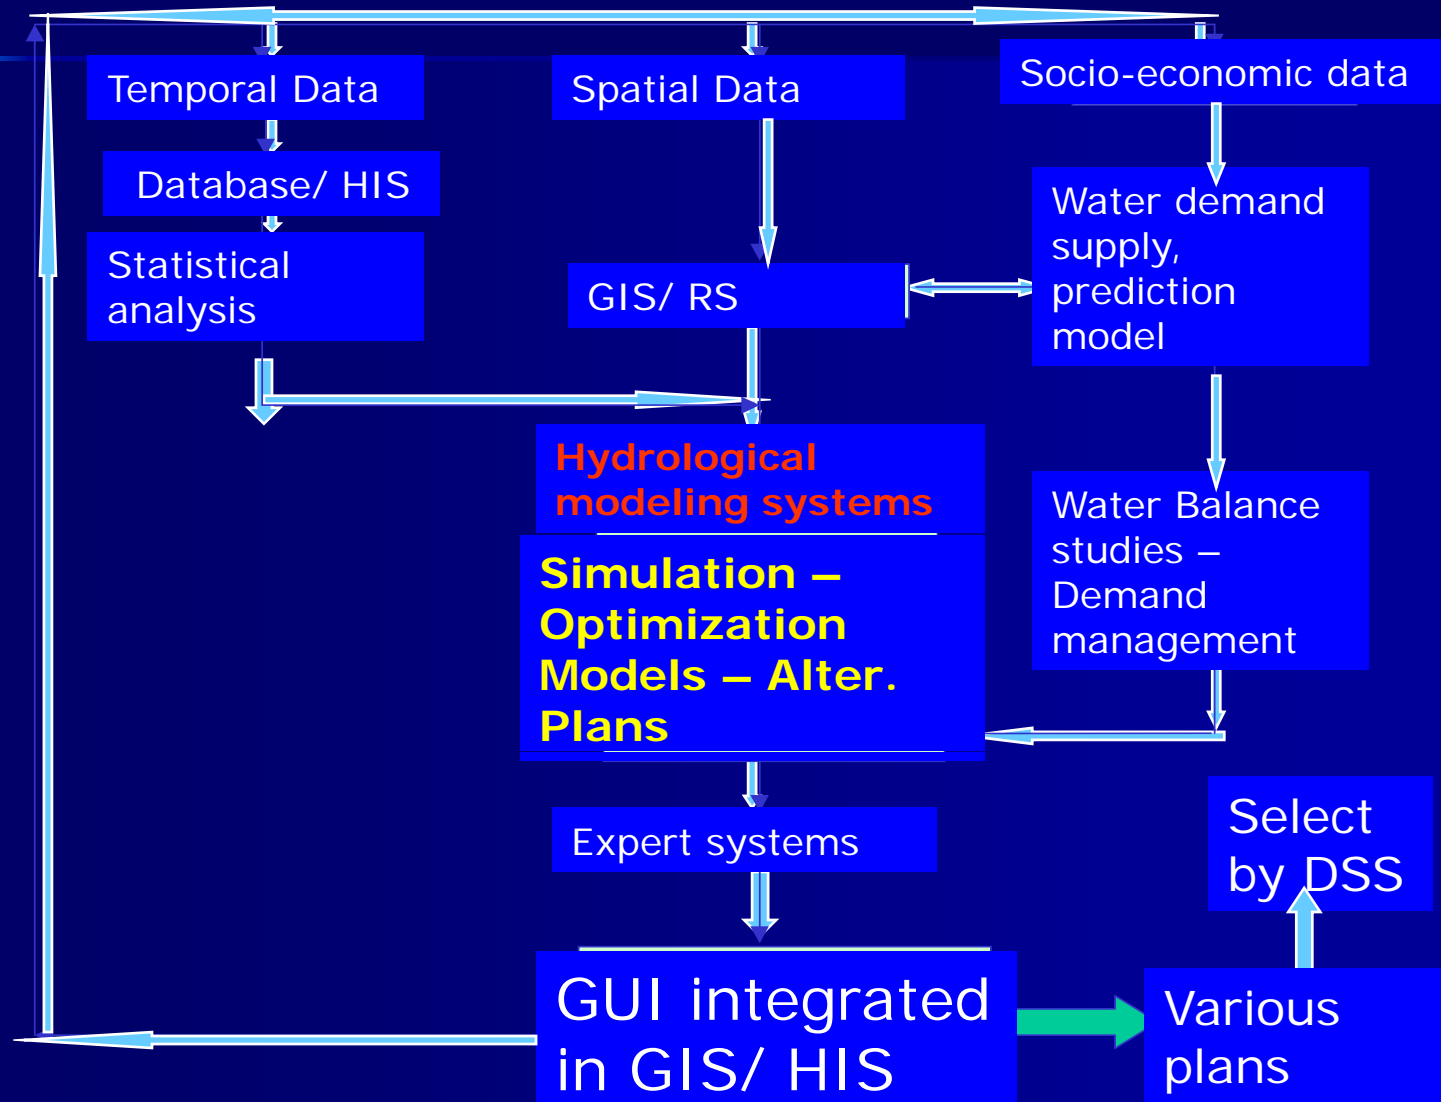 Temporal Data
Spatial Data
Socio-economic data
Database/ HIS
Statistical
analysis
GIS/ RS
Water demand
supply,
prediction
model
Hydrological
modeling systems
Simulation –
Optimization
Models – Alter.
Plans
Water Balance
studies –
Demand
management
Expert systems
Select
by DSS
GUI integrated
in GIS/ HIS
Various
plans